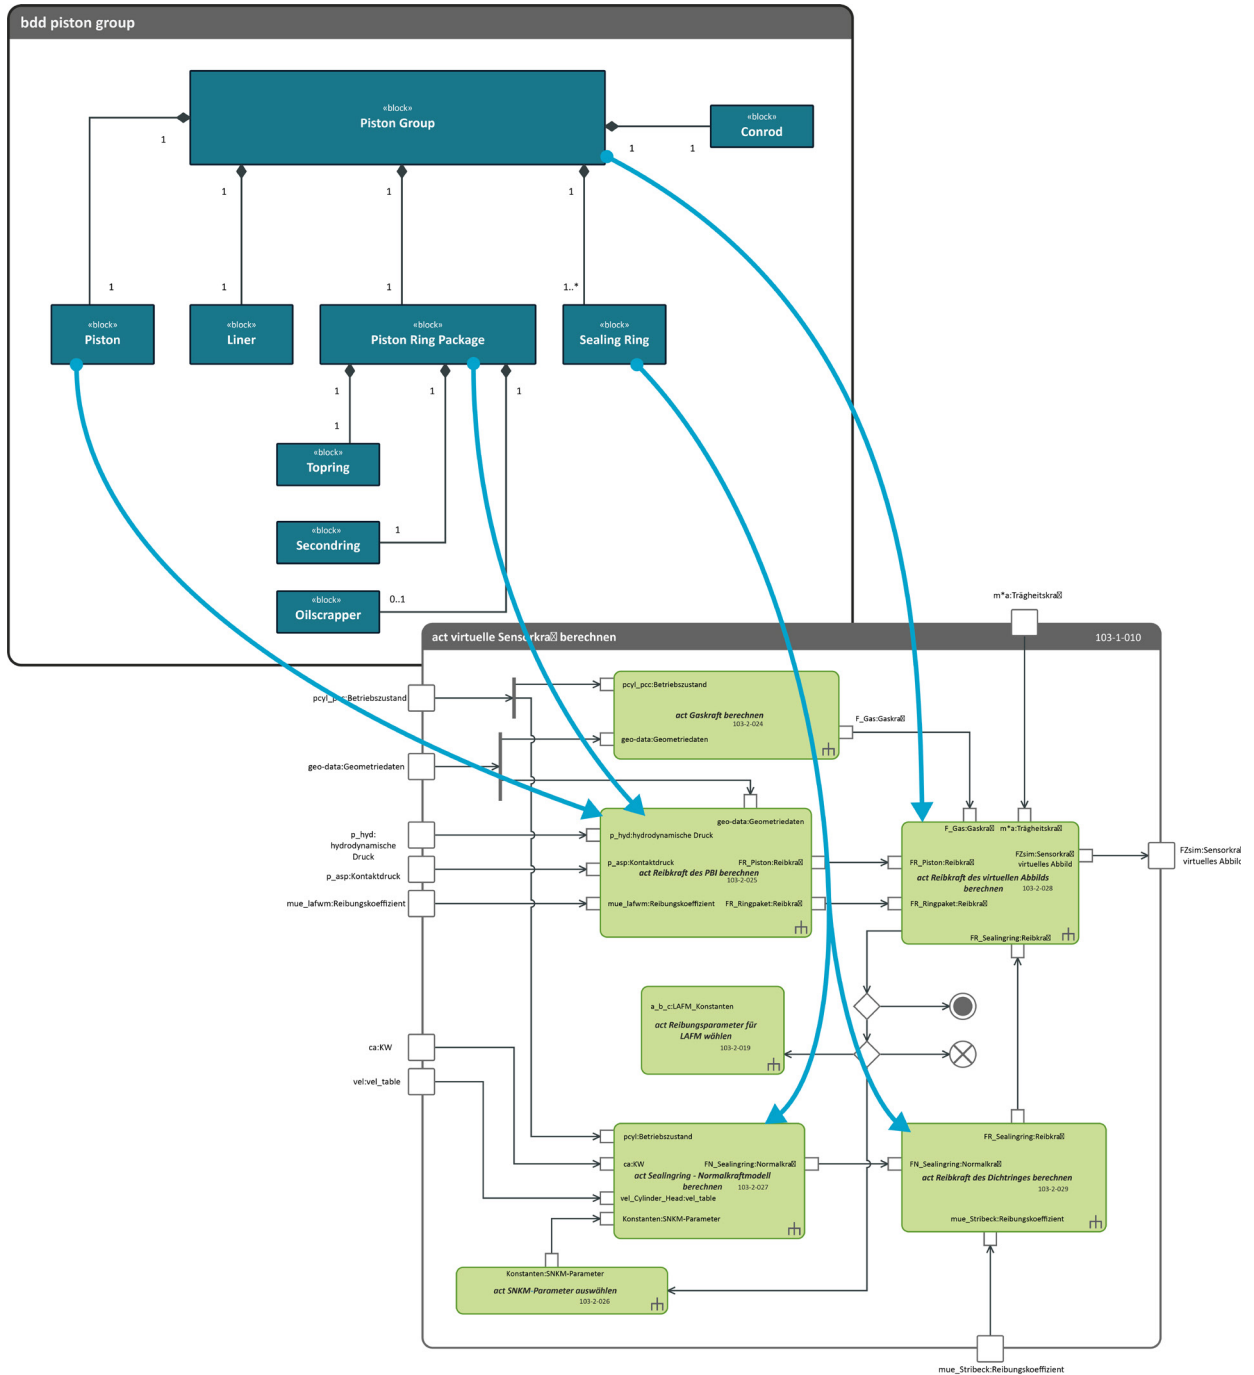 bdd piston group
«block»
Piston Group
«block»
Conrod
1
1
1
1
1
1
1
1
1
1
1..*
«block»
Piston
«block»
Liner
«block»
Piston Ring Package
«block»
Sealing Ring
1
1
1
1
«block»
Topring
«block»
Secondring
1
«block»
Oilscrapper
0..1
m*a:Trägheitskra
act virtuelle Sensorkra berechnen
103-1-010
pcyl_pcc:Betriebszustand
geo-data:Geometriedaten
p_hyd:
hydrodynamische
Druck
p_asp:Kontaktdruck
mue_lafwm:Reibungskoeffizient
ca:KW
vel:vel_table
pcyl_pcc:Betriebszustand
act Gaskraft berechnen
103-2-024
geo-data:Geometriedaten
F_Gas:Gaskra
geo-data:Geometriedaten
p_hyd:hydrodynamische Druck
p_asp:Kontaktdruck
FR_Piston:Reibkra
act Reibkraft des PBI berechnen
103-2-025
mue_lafwm:Reibungskoeffizient
FR_Ringpaket:Reibkra
F_Gas:Gaskra
m*a:Trägheitskra
FR_Piston:Reibkra
FZsim:Sensorkra
virtuelles Abbild
act Reibkraft des virtuellen Abbilds
berechnen
103-2-028
FR_Ringpaket:Reibkra
FR_Sealingring:Reibkra
FZsim:Sensorkra
virtuelles Abbild
a_b_c:LAFM_Konstanten
act Reibungsparameter für
LAFM wählen
103-2-019
pcyl:Betriebszustand
ca:KW
FN_Sealingring:Normalkra
act Sealingring - Normalkraftmodell
berechnen
103-2-027
vel_Cylinder_Head:vel_table
Konstanten:SNKM-Parameter
FR_Sealingring:Reibkra
FN_Sealingring:Normalkra
act Reibkraft des Dichtringes berechnen
103-2-029
mue_Stribeck:Reibungskoeffizient
Konstanten:SNKM-Parameter
act SNKM-Parameter auswählen
103-2-026
mue_Stribeck:Reibungskoeffizient